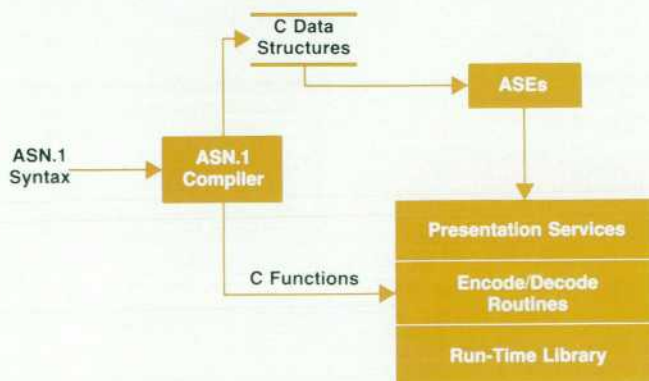 C Data
Structures
ASEs
ASN.1
Syntax
ASN.1
Compiler
Presentation Services
C Functions
Encode/Decode
Routines
Run-Time Library